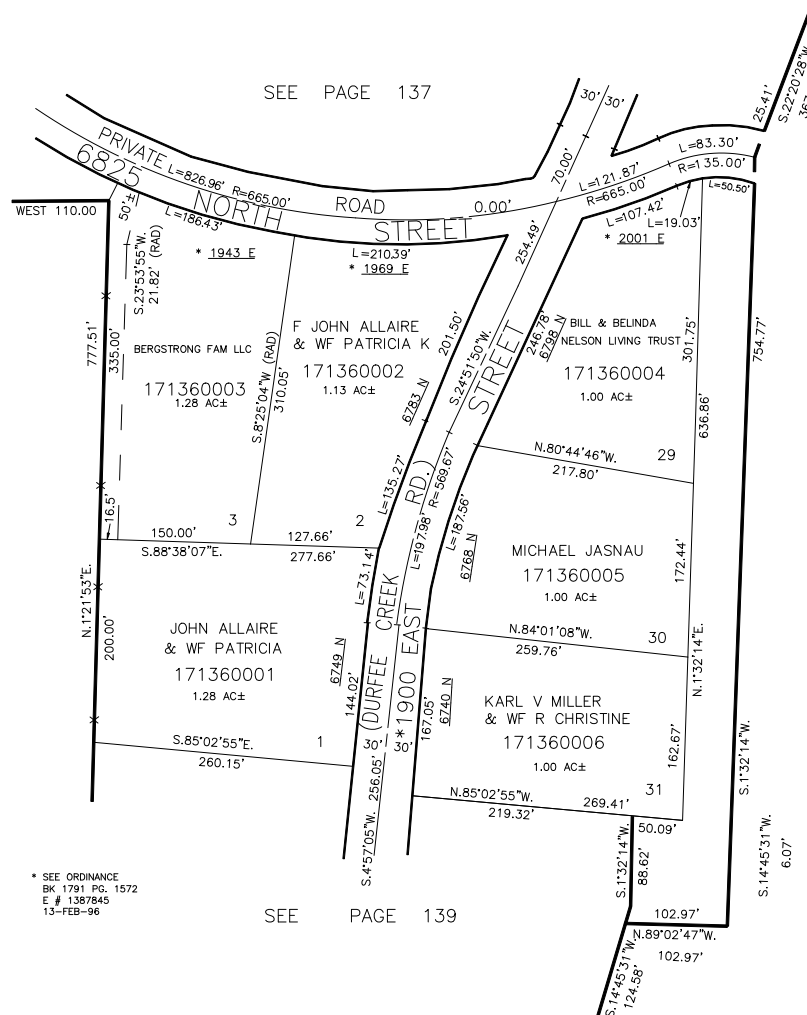 SEE PAGE 137
30' 30'
25.41'
S.22°20'28"W.
PRIVATE
6825
L=826.96' R=665.00'
NORTH
ROAD
STREET
0.00'
70.00'
L=121.87'
R=665.00'
L=83.30'
R=135.00'
L=50.50'
L=107.42'
L=19.03'
WEST 110.00
50'
L=186.43'
* 1943 E
L=210.39'
* 1969 E
* 2001 E
254.49'
S.23°53'55"W.
21.82' (RAD)
777.51'
335.00'
BERGSTRONG FAM LLC
171360003
1.28 AC±
S.8°25'04"W (RAD)
310.05'
F JOHN ALLAIRE
& WF PATRICIA K
171360002
1.13 AC±
201.50'
6783 N
S.24°51'50"W.
STREET
246.78'
6798 N
BILL & BELINDA
NELSON LIVING TRUST
171360004
1.00 AC±
301.75'
636.86'
754.77'
N.80°44'46"W.
217.80'
29
16.5'
150.00'
3
2
127.66'
S.88°38'07"E.
277.66'
L=135.27'
RD.)
R=569.67'
L=197.98'
L=187.56'
6768 N
MICHAEL JASNAU
171360005
1.00 AC±
172.44'
N.1°21'53"E.
200.00'
JOHN ALLAIRE
& WF PATRICIA
171360001
1.28 AC±
L=73.14'
6749 N
144.02'
(DURFEE CREEK
*1900 EAST
N.84°01'08"W.
259.76'
30
N.1°32'14"E.
6740 N
167.05'
KARL V MILLER
& WF R CHRISTINE
171360006
1.00 AC±
162.67'
S.1°32'14"W.
S.85°02'55"E.
260.15'
1
30' 30'
S.4°57'05"W. 256.05'
31
N.85°02'55"W.
269.41'
219.32'
50.09'
S.1°32'14"W.
88.62'
S.14°45'31"W.
6.07'
* SEE ORDINANCE
BK 1791 PG. 1572
E # 1387845
13-FEB-96
SEE PAGE 139
102.97'
N.89°02'47"W.
102.97'
S.14°45'31"W.
124.58'